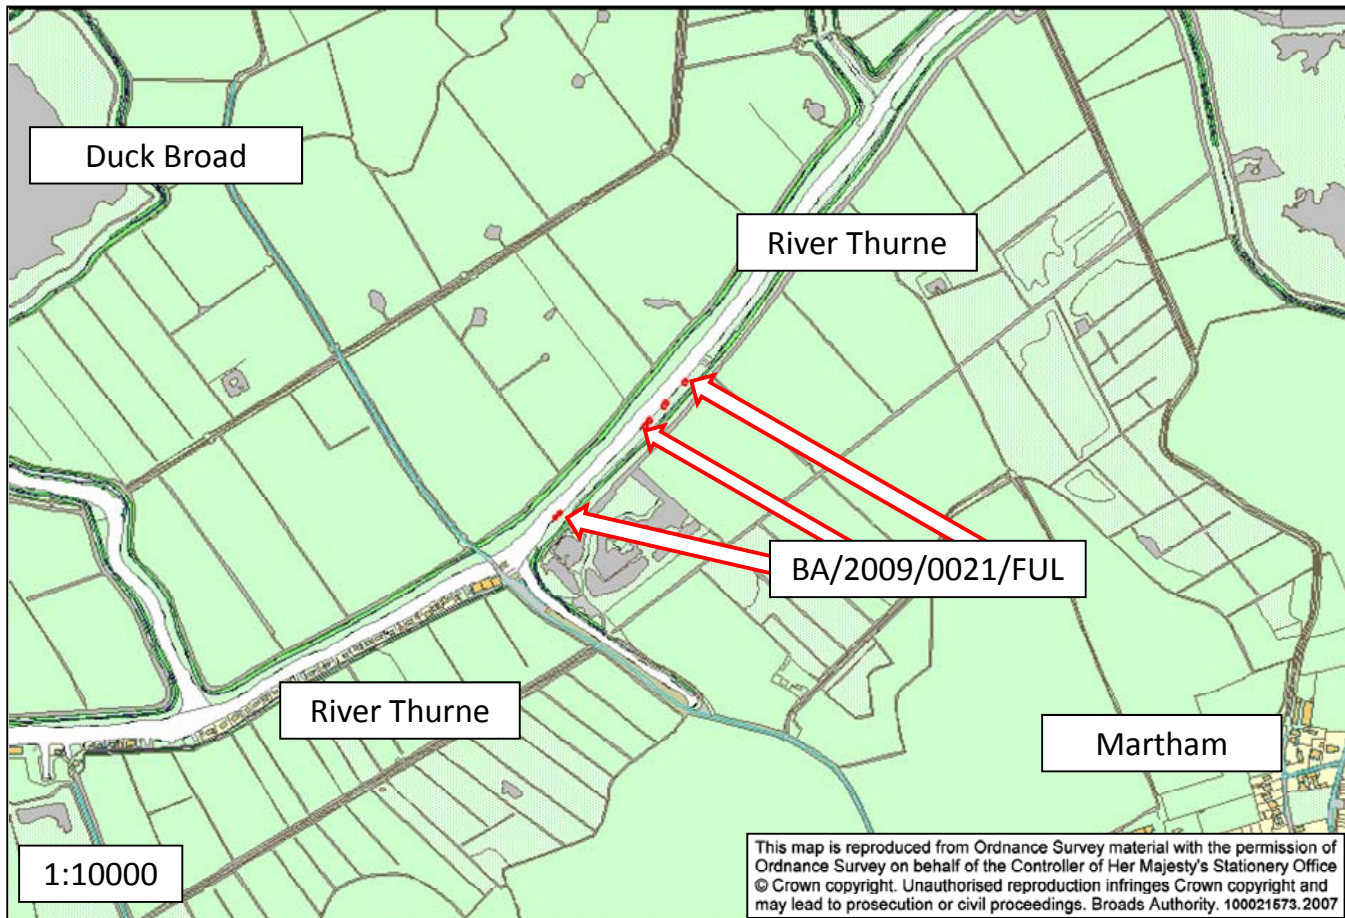 Duck Broad
River Thurne
BA/2009/0021/FUL
River Thurne
Martham
1:10000
This map is reproduced from Ordnance Survey material with the permission of
Ordnance Survey on behalf of the Controller of Her Majesty's Stationery Office
© Crown copyright. Unauthorised reproduction infringes Crown copyright and
may lead to prosecution or civil proceedings. Broads Authority. 100021573.2007